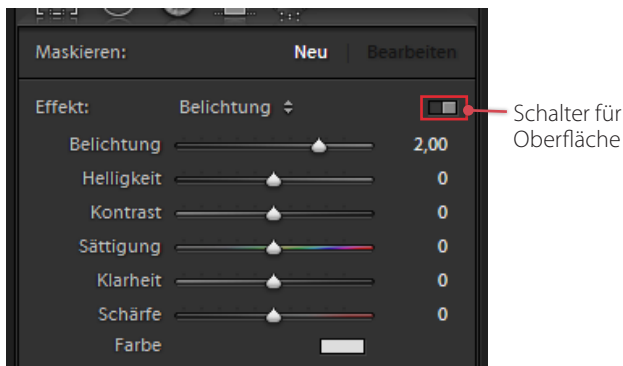 Maskieren: Neu Bearbeiten
Effekt: Belichtung
Schalter für
Oberfläche
Belichtung 2,00
Helligkeit 0
Kontrast 0
Sättigung 0
Klarheit 0
Schärfe 0
Farbe